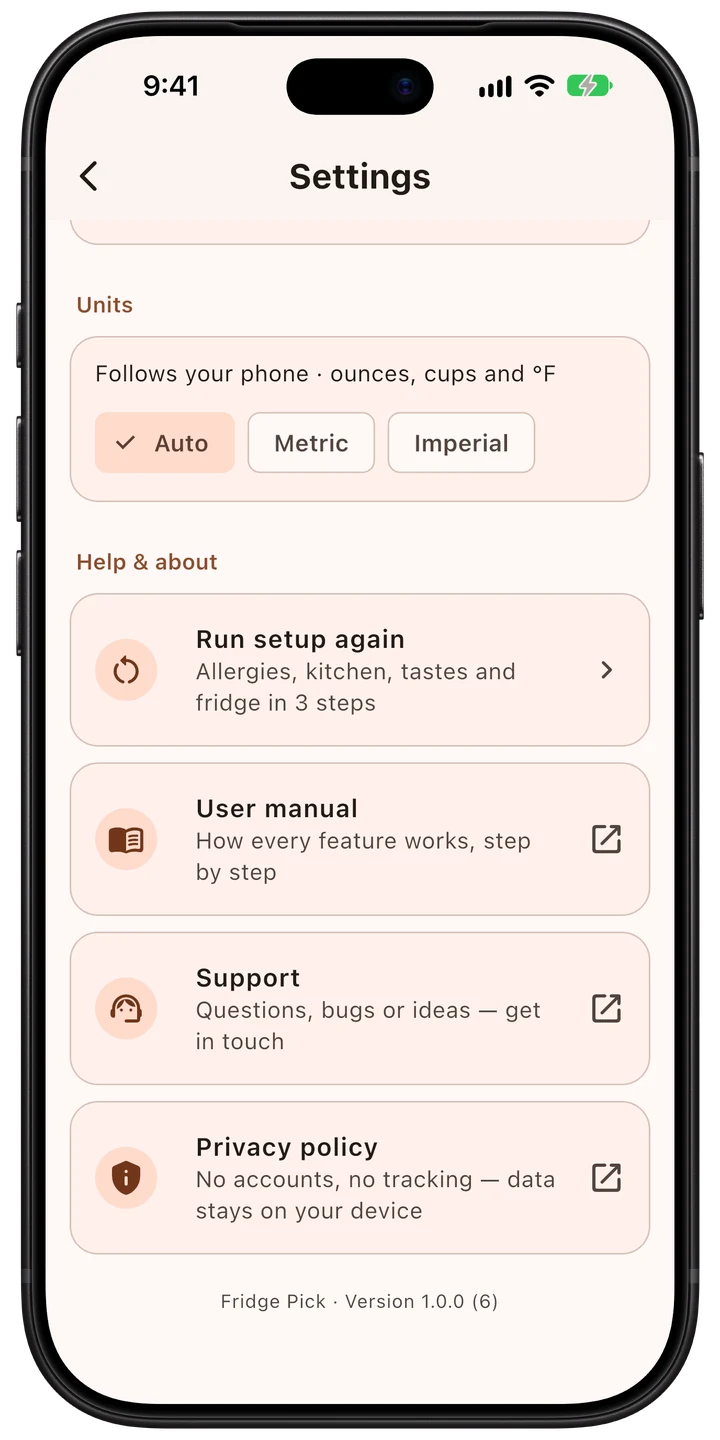 9:41
Settings
Units
Follows your phone · ounces, cups and °F
Auto
Metric
Imperial
Help & about
Run setup again
Allergies, kitchen, tastes and
fridge in 3 steps
User manual
How every feature works, step
by step
Support
Questions, bugs or ideas — get
in touch
Privacy policy
No accounts, no tracking — data
stays on your device
Fridge Pick · Version 1.0.0 (6)